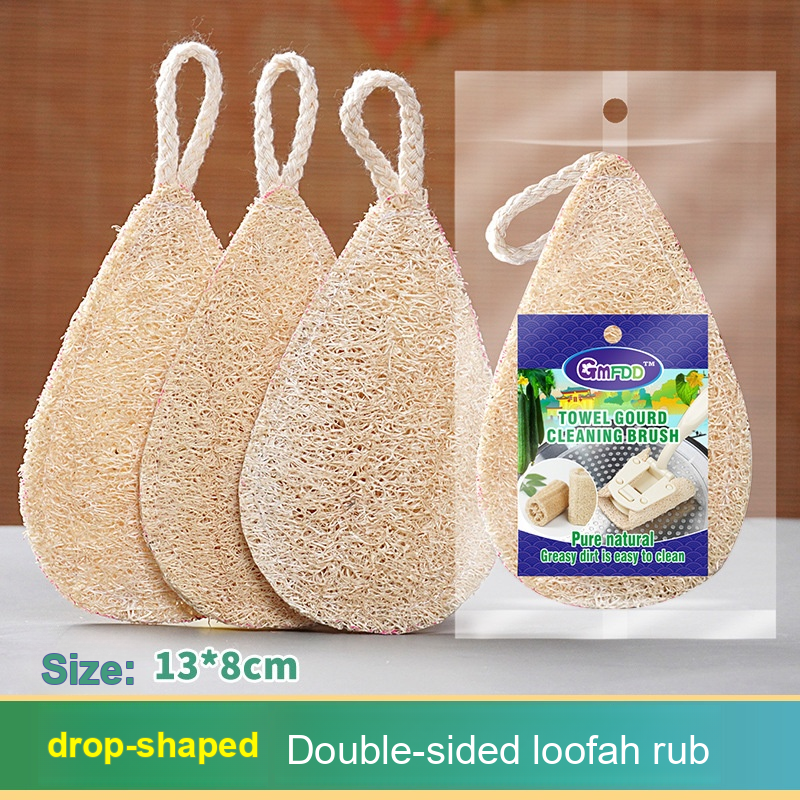 GMFDD™
TOWEL GOURD
CLEANING BRUSH
Pure natural
Greasy dirt is easy to clean
Size: 13*8cm
drop-shaped Double-sided loofah rub